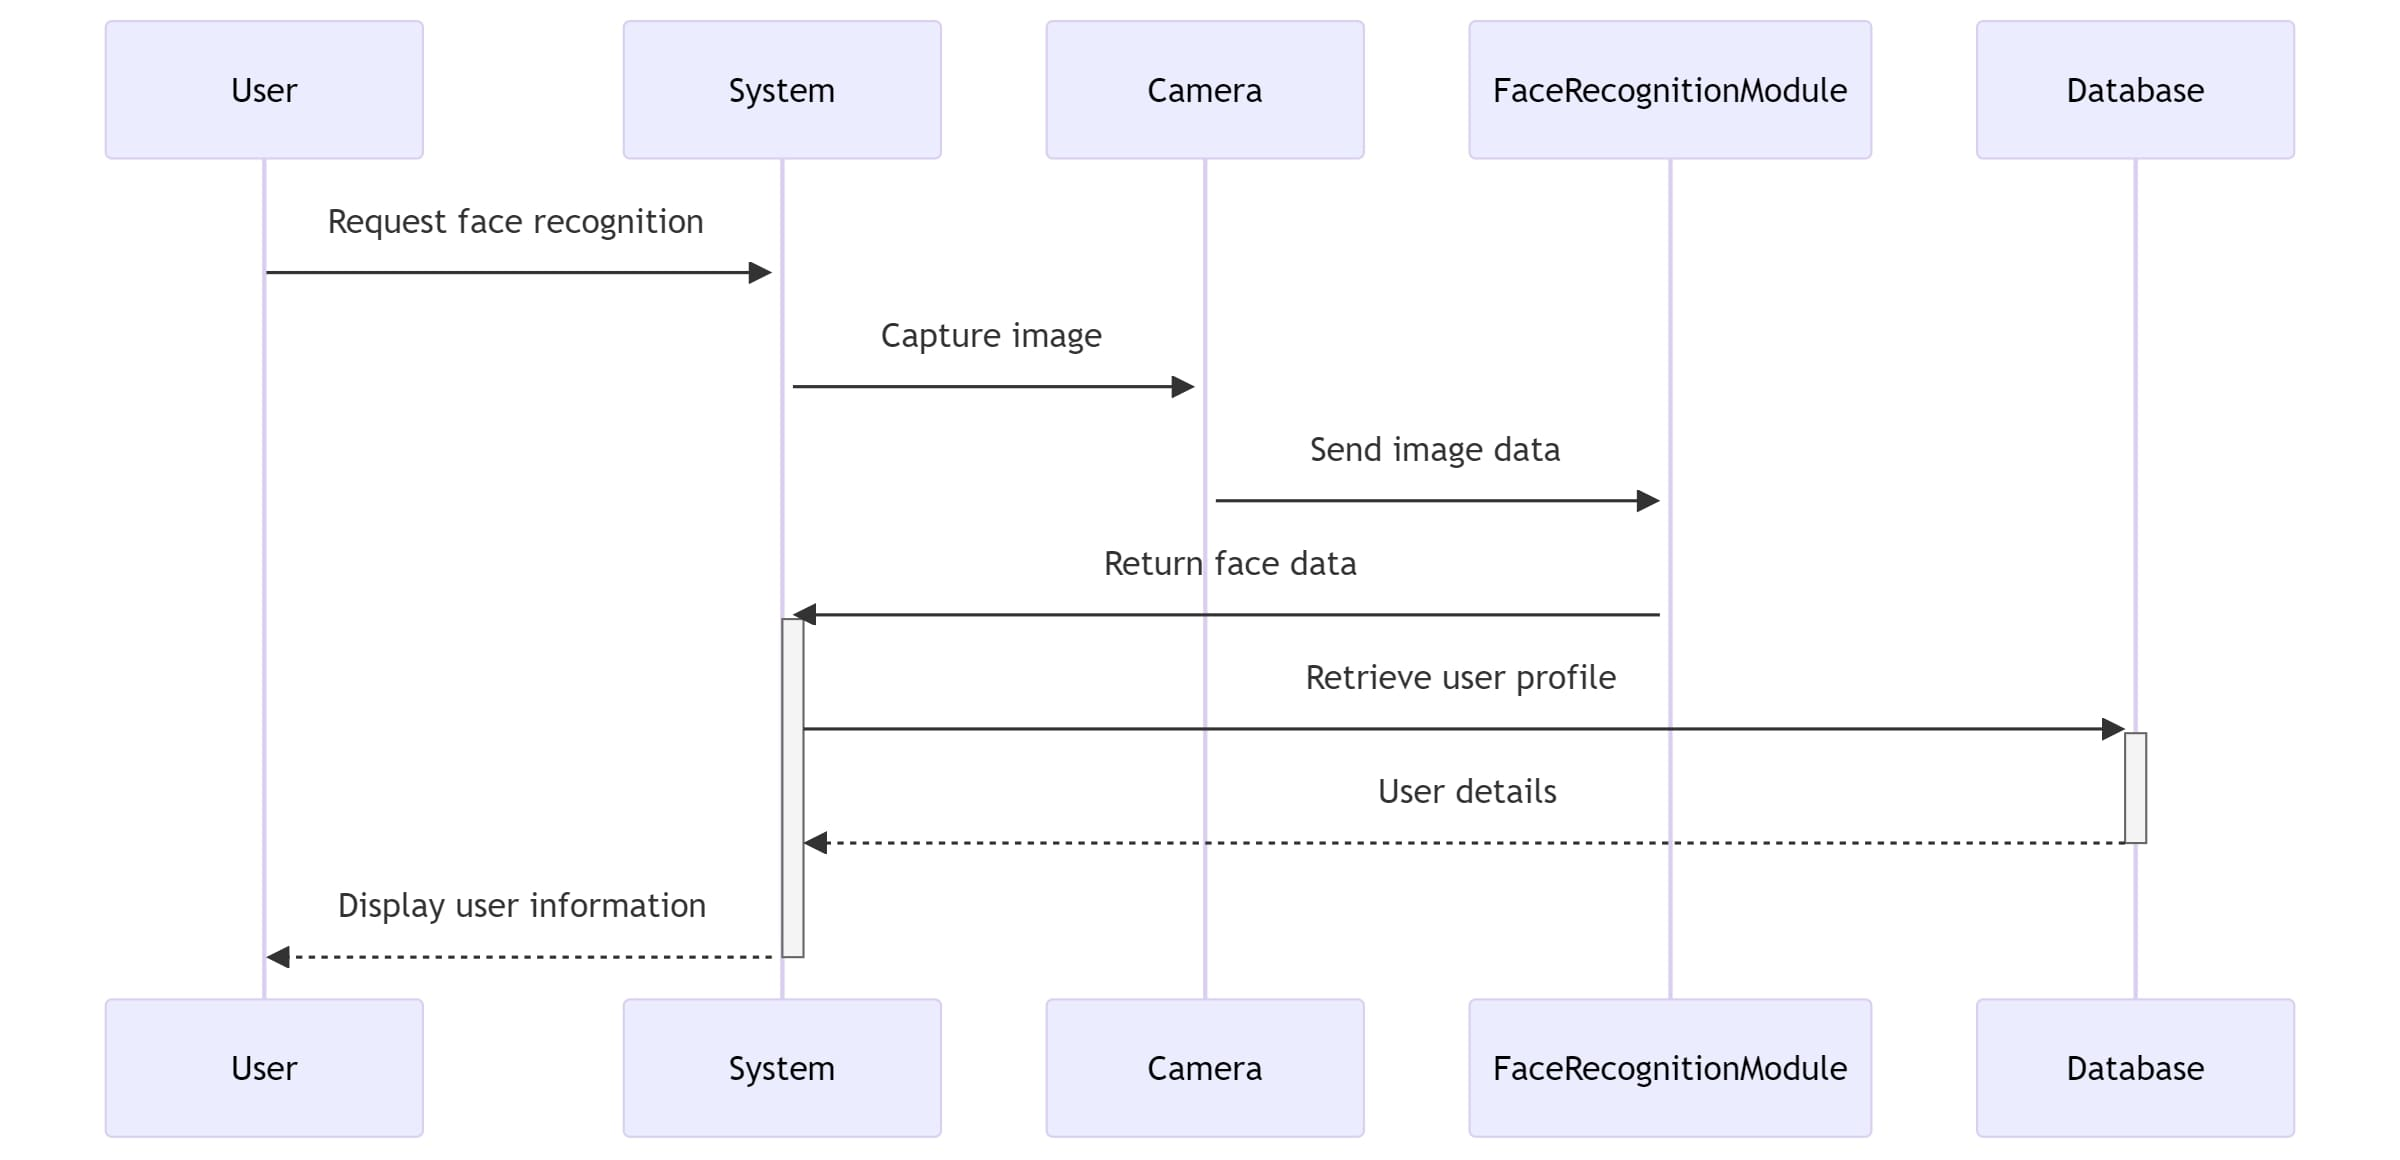 User
System
Camera
FaceRecognitionModule
Database
Request face recognition
Capture image
Send image data
Return face data
Retrieve user profile
User details
Display user information
User
System
Camera
FaceRecognitionModule
Database